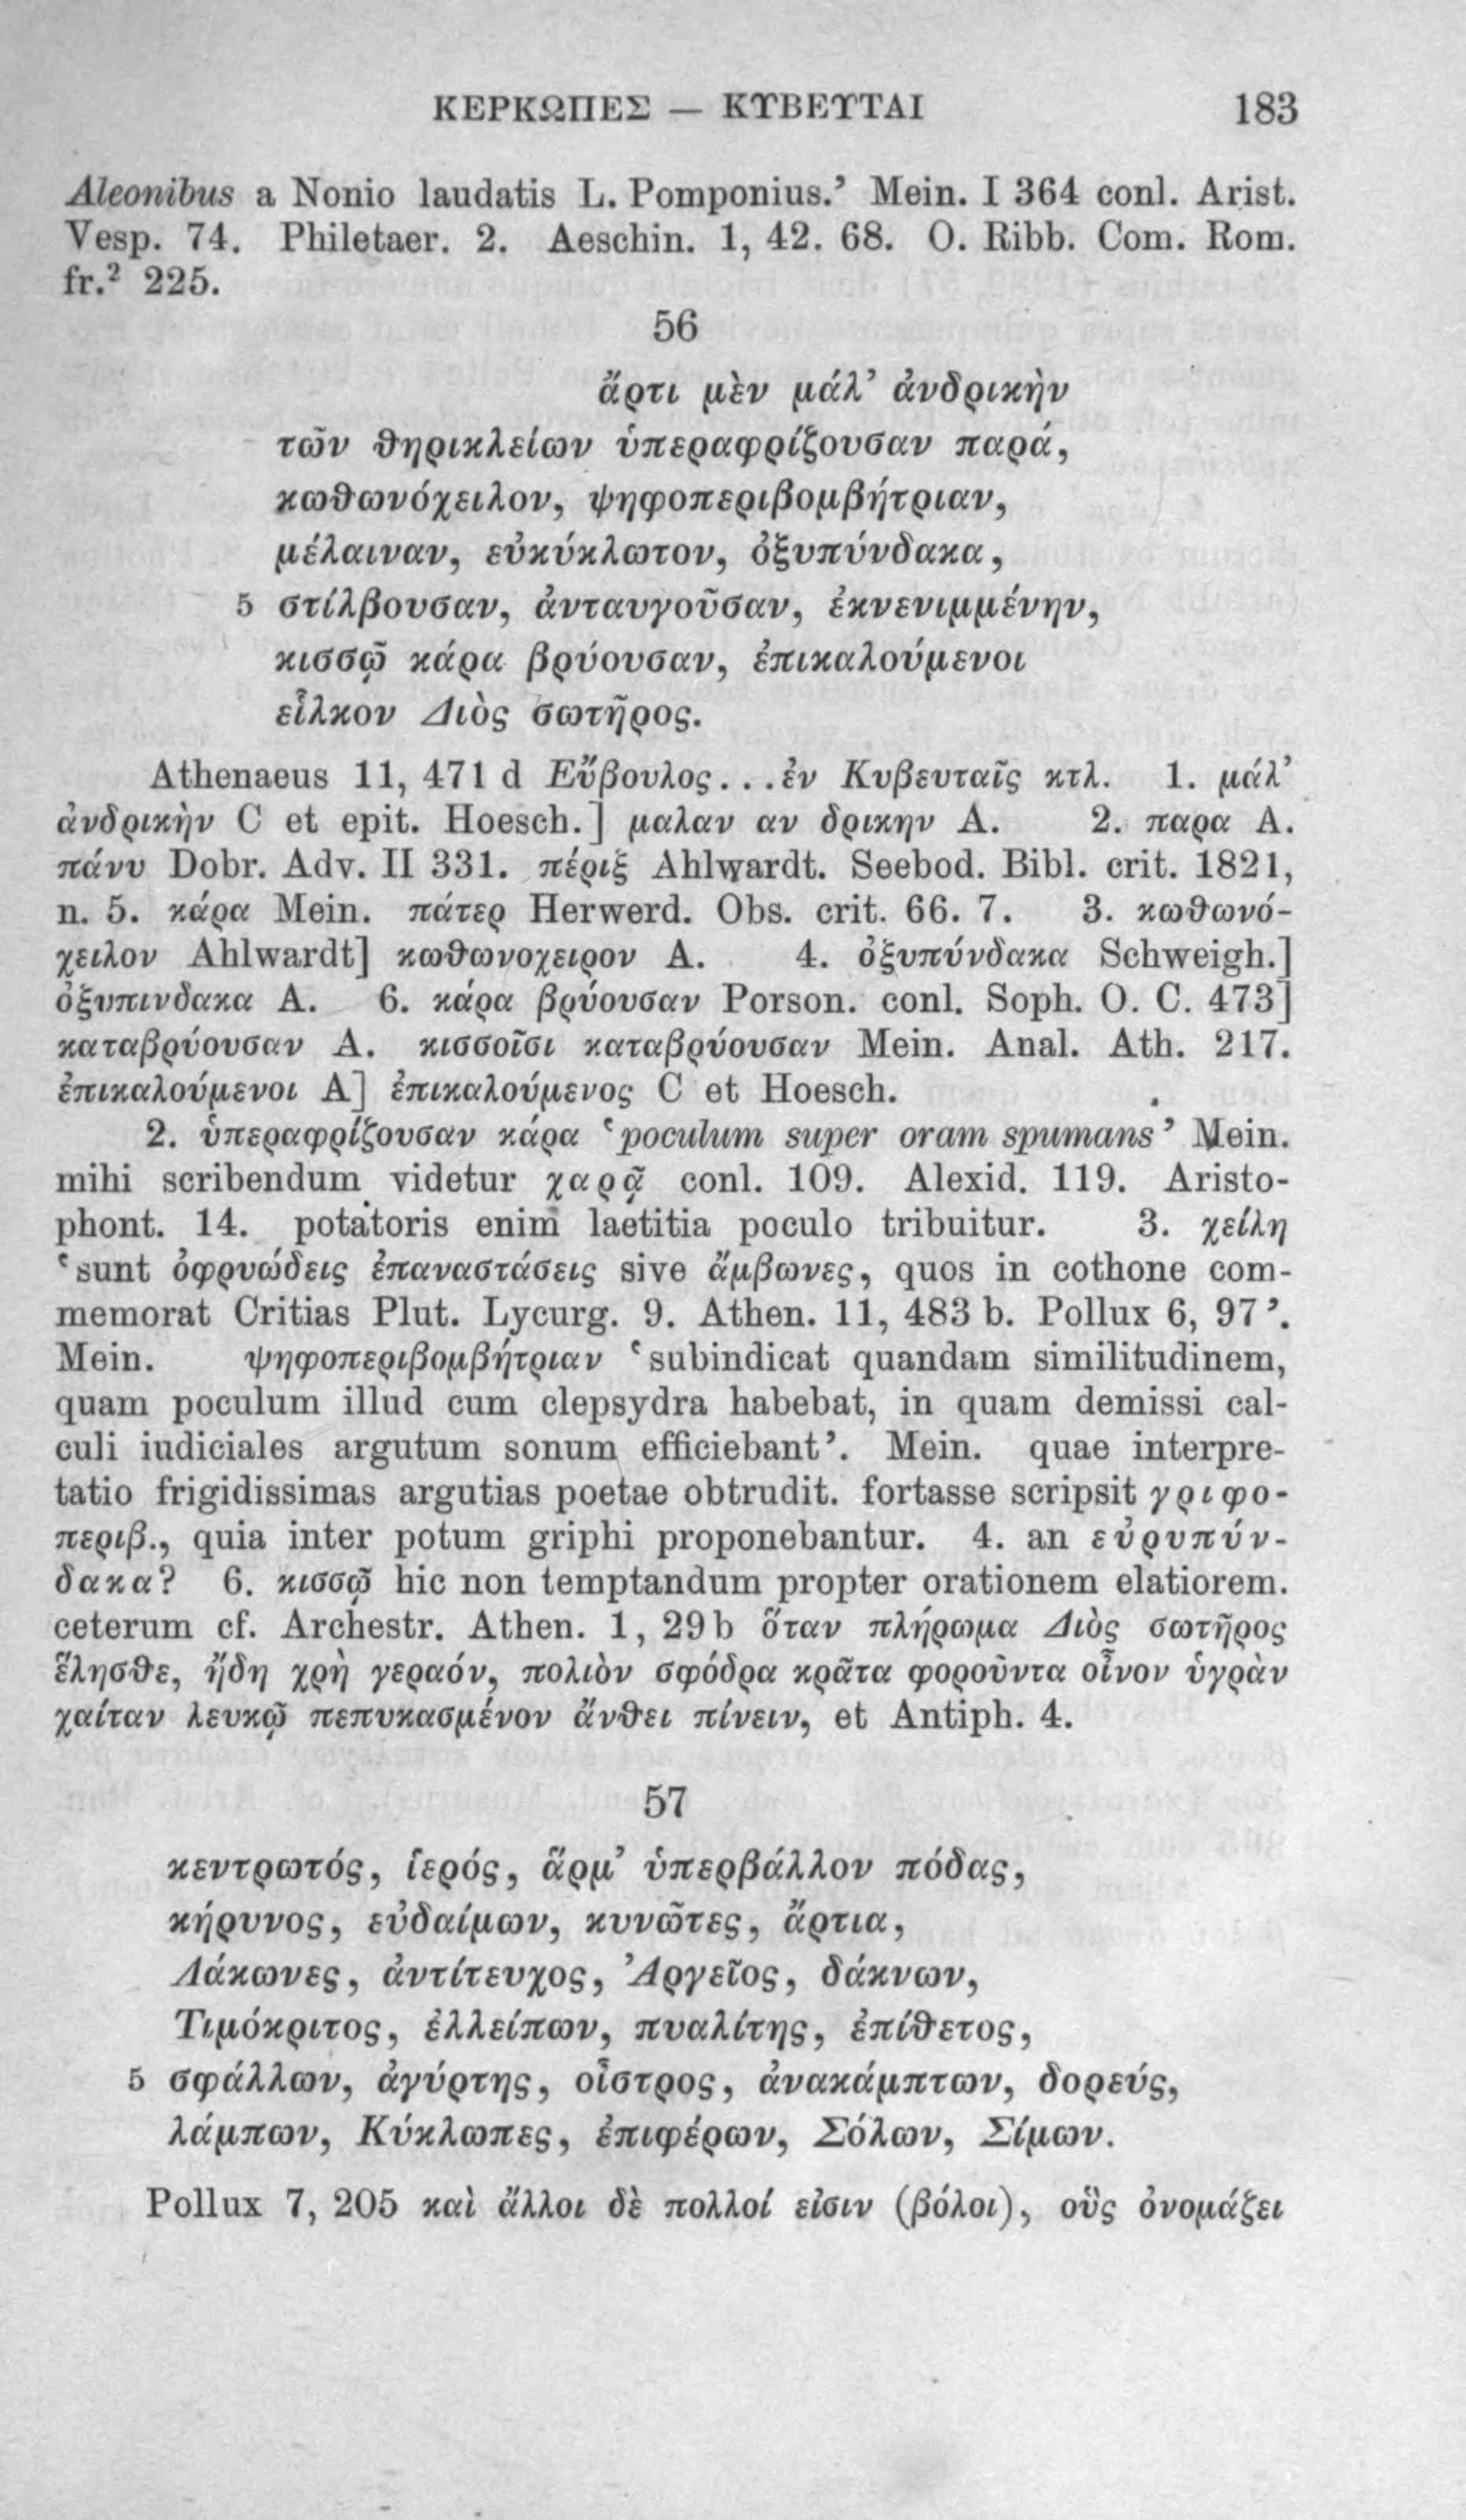 ΚΕΡΚΩΠΕΣ — ΚΥΒΕΥΤΑΙ 183
Aleonibus a Nonio laudatis L. Pomponius.’ Mein. I 364 conl. Arist.
Vesp. 74. Philetaer. 2. Aeschin. 1, 42. 68. O. Ribb. Com. Rom.
fr.² 225.
56
ἄρτι μὲν μάλ’ ἀνδρικὴν
τῶν θηρικλείων ὑπεραφρίζουσαν παρά,
κωθωνόχειλον, ψηφοπεριβομβήτριαν,
μέλαιναν, εὐκύκλωτον, ὀξυπύνδακα,
5 στίλβουσαν, ἀνταυγοῦσαν, ἐκνενιμμένην,
κισσῷ κάρα βρύουσαν, ἐπικαλούμενοι
εἷλκον Διὸς σωτῆρος.
Athenaeus 11, 471 d Εὔβουλος...ἐν Κυβευταῖς κτλ. 1. μάλ’
ἀνδρικὴν C et epit. Hoesch.] μαλαν αν δρικην A. 2. παρα A.
πάνυ Dobr. Adv. II 331. πέριξ Ahlwardt. Seebod. Bibl. crit. 1821,
n. 5. κάρα Mein. πάτερ Herwerd. Obs. crit. 66. 7. 3. κωθωνό-
χειλον Ahlwardt] κωθωνοχειρον A. 4. ὀξυπύνδακα Schweigh.]
ὀξυπινδακα A. 6. κάρα βρύουσαν Porson. conl. Soph. O. C. 473]
καταβρύουσαν A. κισσοῖσι καταβρύουσαν Mein. Anal. Ath. 217.
ἐπικαλούμενοι A] ἐπικαλούμενος C et Hoesch.
2. ὑπεραφρίζουσαν κάρα ‘poculum super oram spumans’ Mein.
mihi scribendum videtur χαρᾷ conl. 109. Alexid. 119. Aristo-
phont. 14. potatoris enim laetitia poculo tribuitur. 3. χείλη
‘sunt ὀφρυώδεις ἐπαναστάσεις sive ἄμβωνες, quos in cothone com-
memorat Critias Plut. Lycurg. 9. Athen. 11, 483 b. Pollux 6, 97’.
Mein. ψηφοπεριβομβήτριαν ‘subindicat quandam similitudinem,
quam poculum illud cum clepsydra habebat, in quam demissi cal-
culi iudiciales argutum sonum efficiebant’. Mein. quae interpre-
tatio frigidissimas argutias poetae obtrudit. fortasse scripsit γριφο-
περιβ., quia inter potum griphi proponebantur. 4. an εὐρυπύν-
δακα? 6. κισσῷ hic non temptandum propter orationem elatiorem.
ceterum cf. Archestr. Athen. 1, 29 b ὅταν πλήρωμα Διὸς σωτῆρος
ἕλησθε, ἤδη χρὴ γεραόν, πολιὸν σφόδρα κρᾶτα φοροῦντα οἶνον ὑγρὰν
χαίταν λευκῷ πεπυκασμένον ἄνθει πίνειν, et Antiph. 4.
57
κεντρωτός, ἱερός, ἅρμ’ ὑπερβάλλον πόδας,
κήρυνος, εὐδαίμων, κυνῶτες, ἄρτια,
Λάκωνες, ἀντίτευχος, Ἀργεῖος, δάκνων,
Τιμόκριτος, ἐλλείπων, πυαλίτης, ἐπίθετος,
5 σφάλλων, ἀγύρτης, οἶστρος, ἀνακάμπτων, δορεύς,
λάμπων, Κύκλωπες, ἐπιφέρων, Σόλων, Σίμων.
Pollux 7, 205 καὶ ἄλλοι δὲ πολλοί εἰσιν (βόλοι), οὓς ὀνομάζει